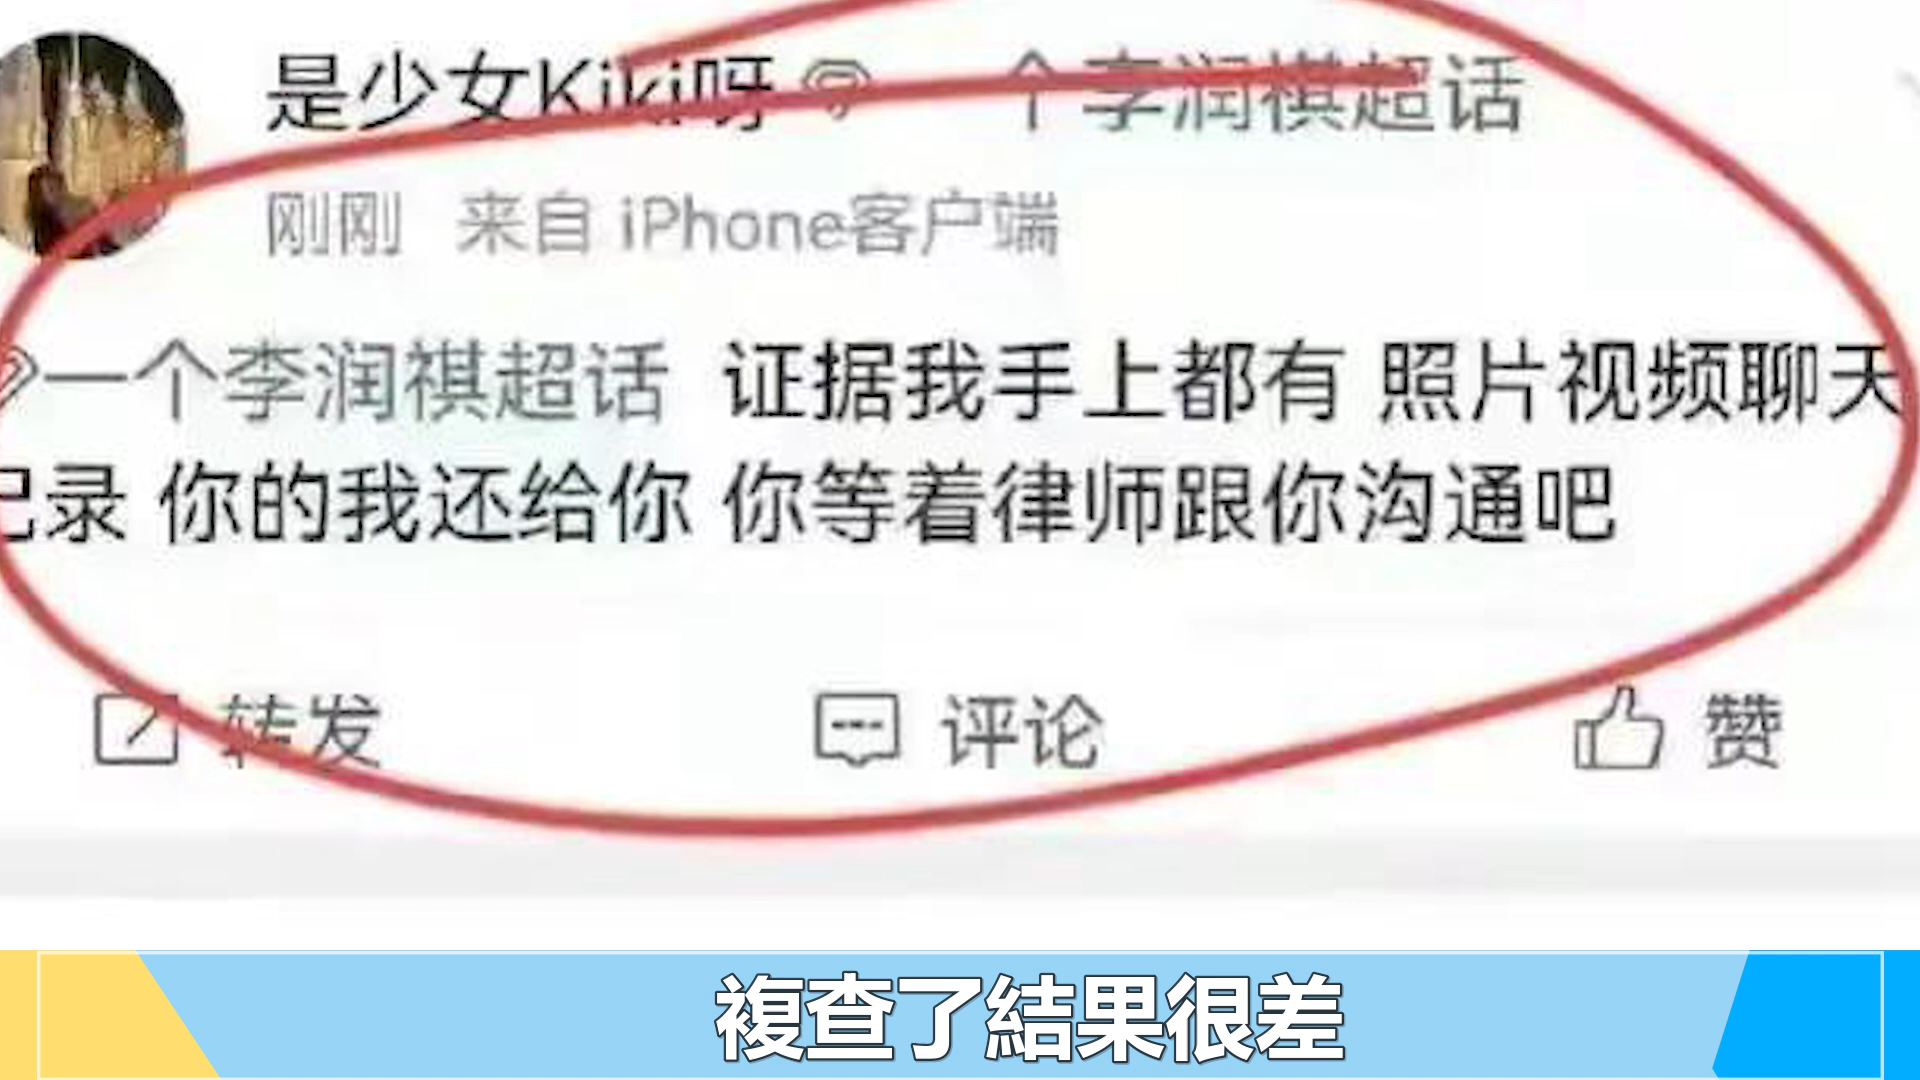 是少女Kiki呀 个李润祺超话
刚刚 来自 iPhone客户端
一个李润祺超话 证据我手上都有 照片视频聊天
记录 你的我还给你 你等着律师跟你沟通吧
转发 评论 赞
複查了結果很差